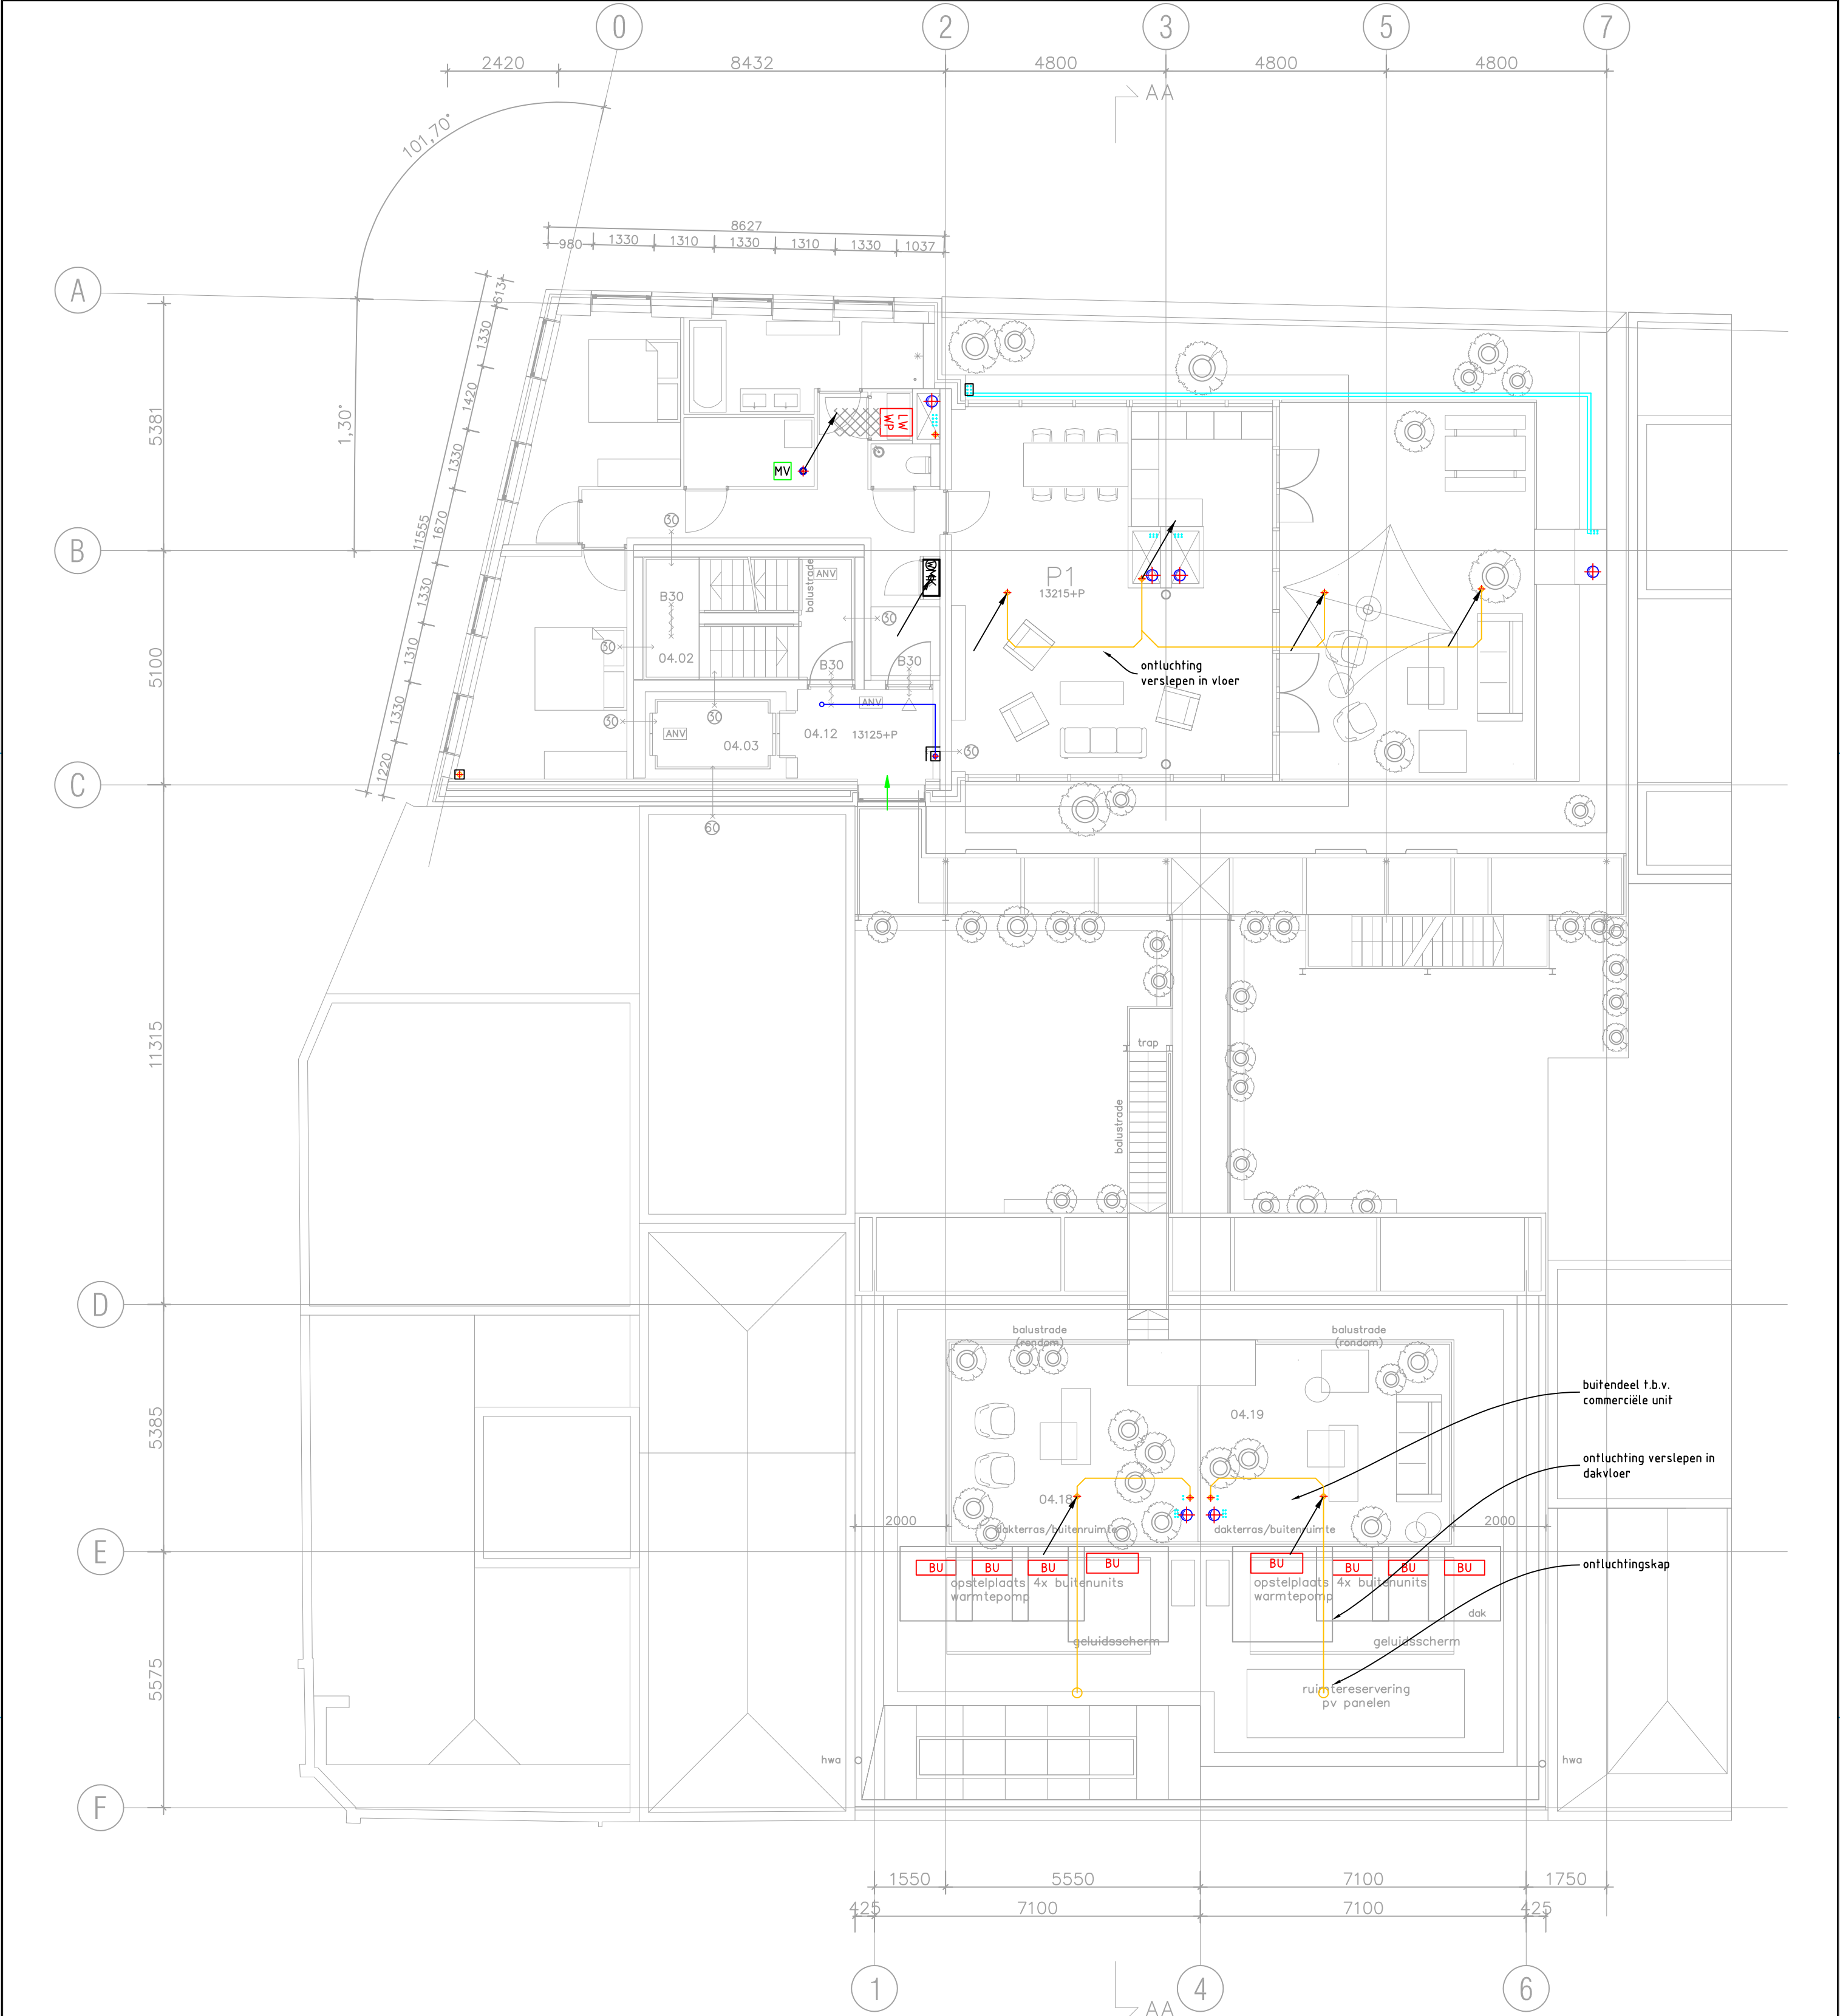 0
2
3
5
7
2420
8432
4800
4800
4800
AA
101,70°
8627
980
1330
1310
1330
1310
1330
1037
A
613
1330
1420
1330
1670
11555
1330
1310
1330
1220
5381
1,30°
LW
WP
MV
B
30
ANV
balustrade
B30
30
P1
13215+P
5100
30
04.02
B30
B30
ontluchting
verslepen in vloer
ANV
30
30
ANV
04.03
04.12
13125+P
30
C
60
11315
trap
balustrade
D
balustrade
(rondom)
balustrade
(rondom)
buitendeel t.b.v.
commerciële unit
04.19
5385
ontluchting verslepen in
dakvloer
04.18
2000
dakterras/buitenruimte
dakterras/buitenruimte
2000
E
BU
BU
BU
BU
BU
BU
BU
BU
ontluchtingskap
opstelplaats 4x buitenunits
warmtepomp
opstelplaats 4x buitenunits
warmtepomp
dak
geluidsscherm
geluidsscherm
5575
ruimtereservering
pv panelen
hwa
hwa
F
1550
5550
7100
1750
425
7100
7100
425
1
4
6
AA